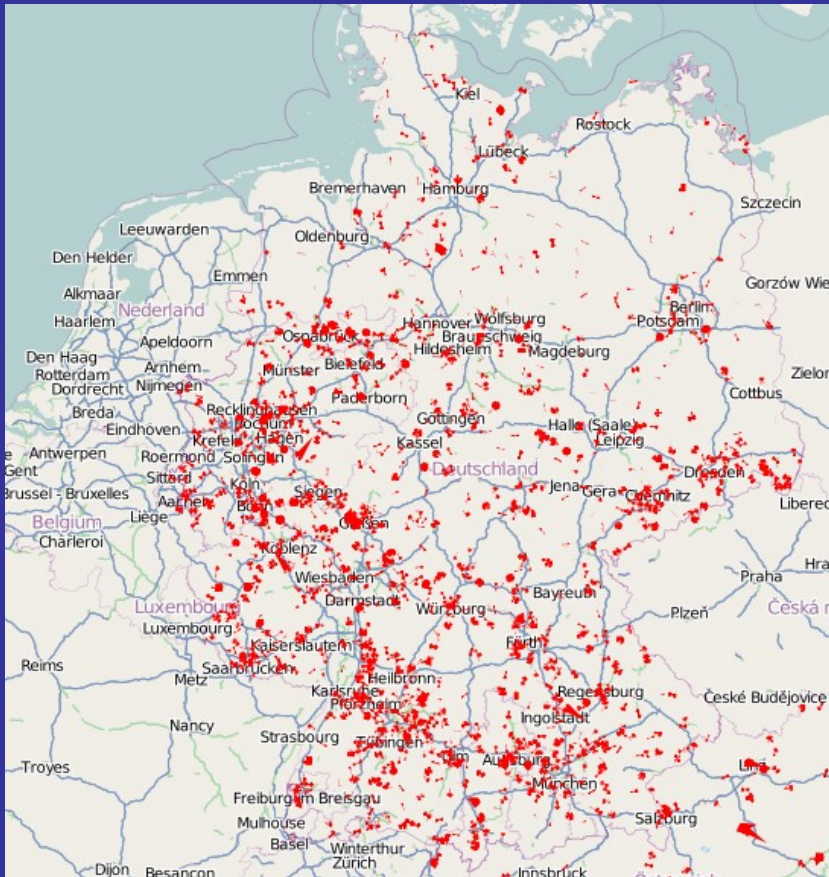 Kiel
Rostock
Lübeck
Bremerhaven
Hamburg
Szczecin
Leeuwarden
Oldenburg
Den Helder
Emmen
Gorzów Wie
Alkmaar
Nederland
Berlin
Haarlem
Hannover
Wolfsburg
Potsdam
Apeldoorn
Osnabrück
Braunschweig
Den Haag
Hildesheim
Magdeburg
Arnhem
Bielefeld
Rotterdam
Münster
Zielon
Nijmegen
Dordrecht
Cottbus
Paderborn
Breda
Recklinghausen
Göttingen
Eindhoven
Bochum
Halle (Saale)
Krefeld
Hagen
Kassel
Leipzig
Antwerpen
Roermond
Solingen
Gent
Deutschland
Dresden
Sittard
Köln
Siegen
Jena
Gera
Brussel - Bruxelles
Chemnitz
Aachen
Bonn
Liberec
Liège
Belgium
Gießen
Charleroi
Koblenz
Hra
Praha
Wiesbaden
Bayreuth
Darmstadt
Luxembourg
Würzburg
Plzeň
Česká r
Luxembourg
Fürth
Kaiserslautern
Reims
Saarbrücken
Metz
Heilbronn
Karlsruhe
Regensburg
České Budějovice
Pforzheim
Ingolstadt
Nancy
Strasbourg
Tübingen
Ulm
Augsburg
Linz
Troyes
München
Freiburg im Breisgau
Salzburg
Mulhouse
Basel
Winterthur
Zürich
Dijon
Besançon
Innsbruck